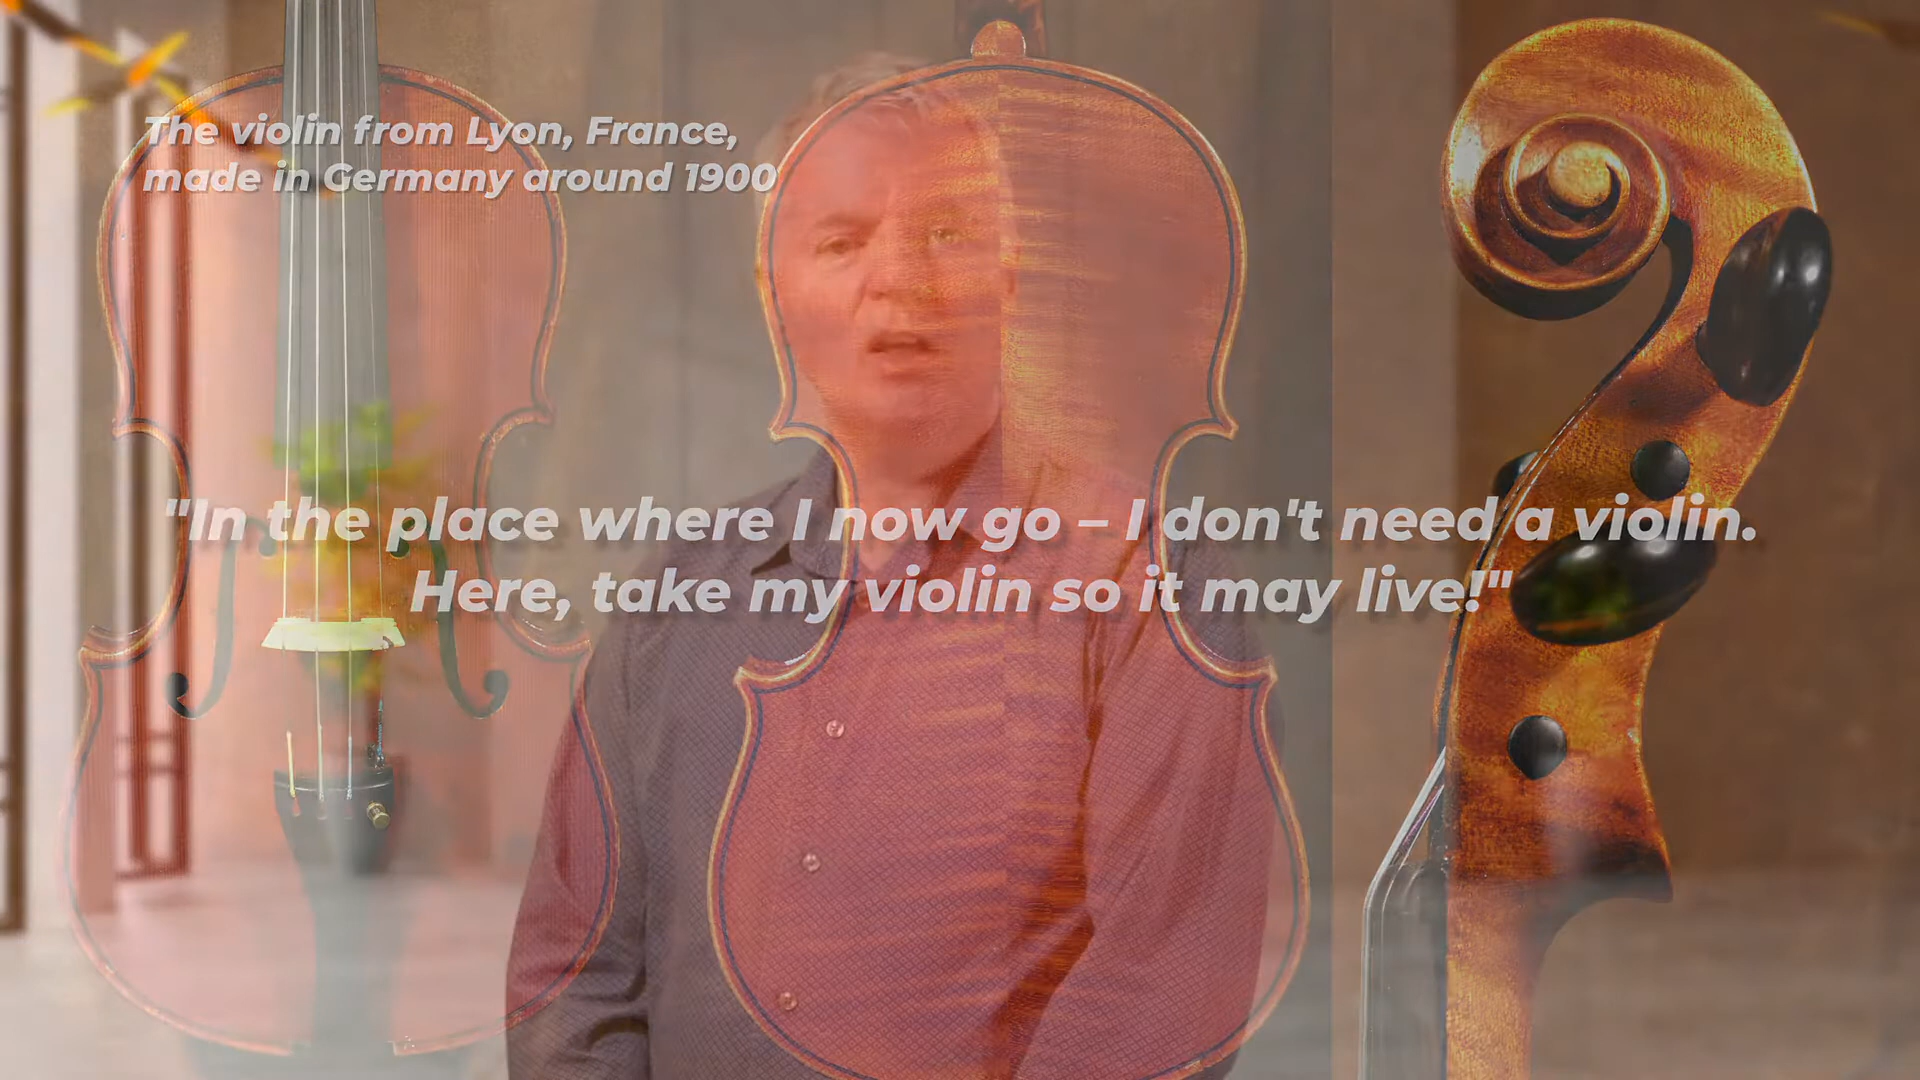 The violin from Lyon, France,
made in Germany around 1900
"In the place where I now go – I don't need a violin.
Here, take my violin so it may live!"